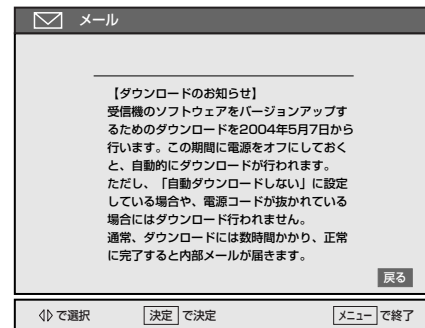 メール
【ダウンロードのお知らせ】
受信機のソフトウェアをバージョンアップす
るためのダウンロードを2004年5月7日から
行います。この期間に電源をオフにしておく
と、自動的にダウンロードが行われます。
ただし、「自動ダウンロードしない」に設定
している場合や、電源コードが抜かれている
場合にはダウンロード行われません。
通常、ダウンロードには数時間かかり、正常
に完了すると内部メールが届きます。
戻る
で選択 決定 で決定 メニュー で終了